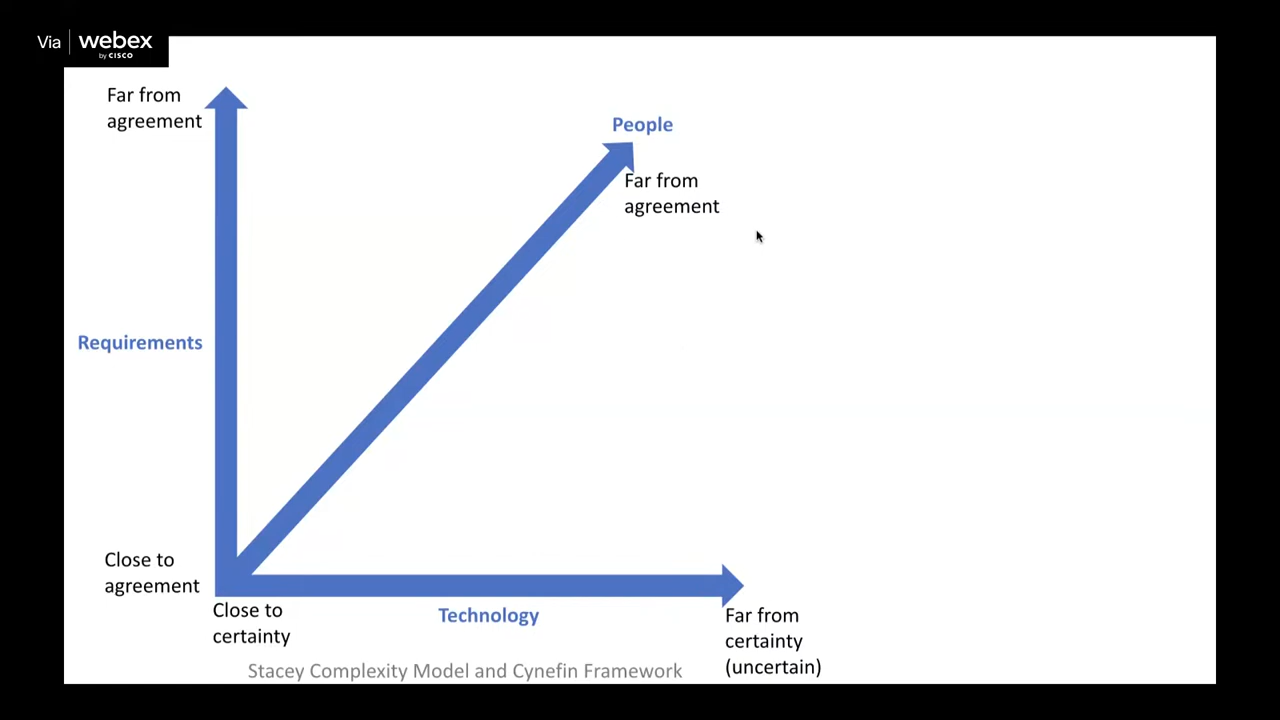 Via webex
by CISCO
Far from
agreement
People
Far from
agreement
Requirements
Close to
agreement
Close to
certainty
Technology
Far from
certainty
(uncertain)
Stacey Complexity Model and Cynefin Framework